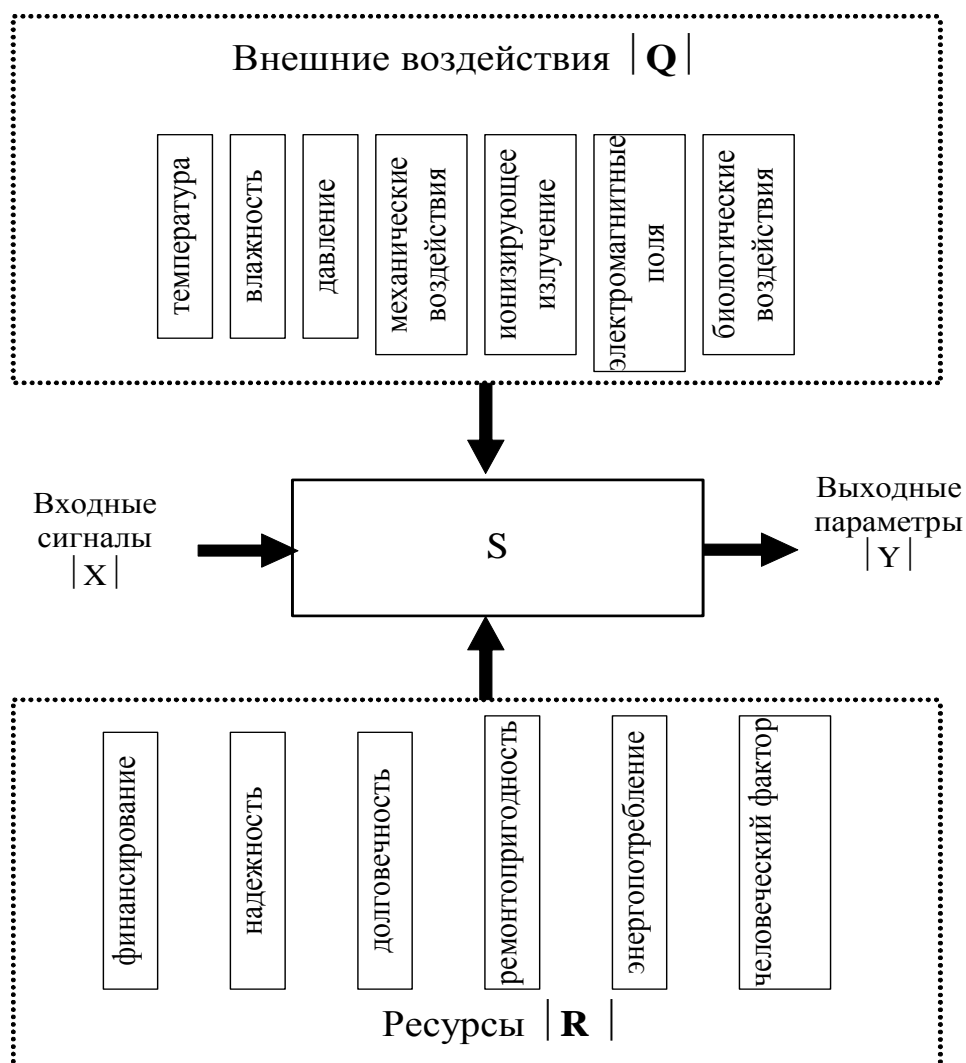 Внешние воздействия |Q|
температура
влажность
давление
механические
воздействия
ионизирующее
излучение
электромагнитные
поля
биологические
воздействия
Входные
сигналы
|X|
S
Выходные
параметры
|Y|
финансирование
надежность
долговечность
ремонтопригодность
энергопотребление
человеческий фактор
Ресурсы |R |